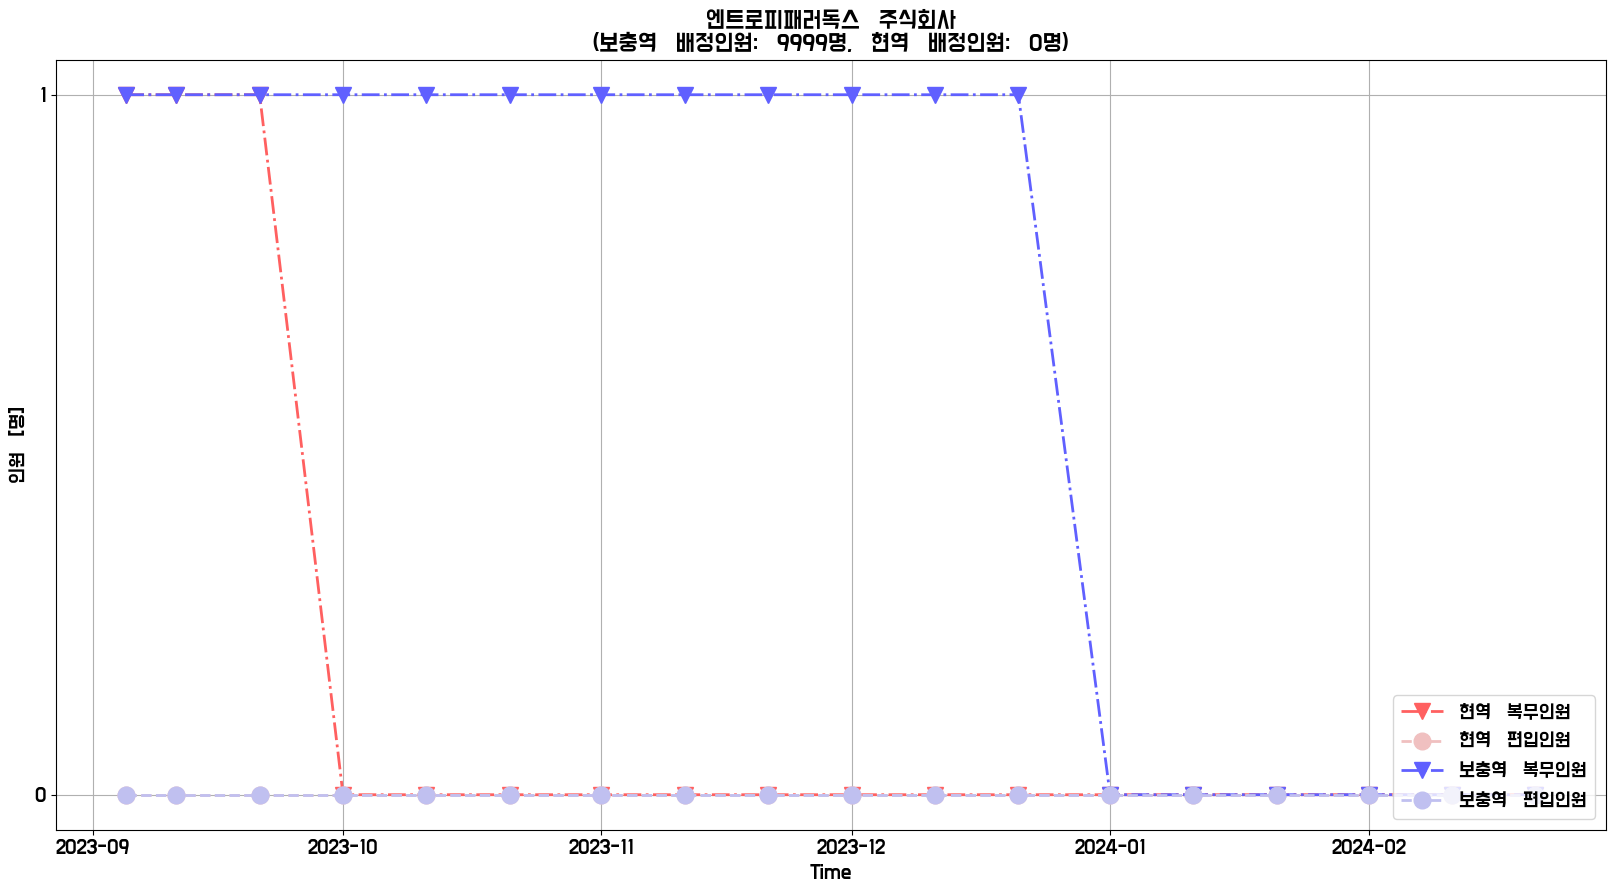 엔트로피패러독스 주식회사
(보충역 배정인원: 9999명, 현역 배정인원: 0명)
1
0
인원 [명]
2023-09
2023-10
2023-11
2023-12
2024-01
2024-02
Time
현역 복무인원
현역 편입인원
보충역 복무인원
보충역 편입인원